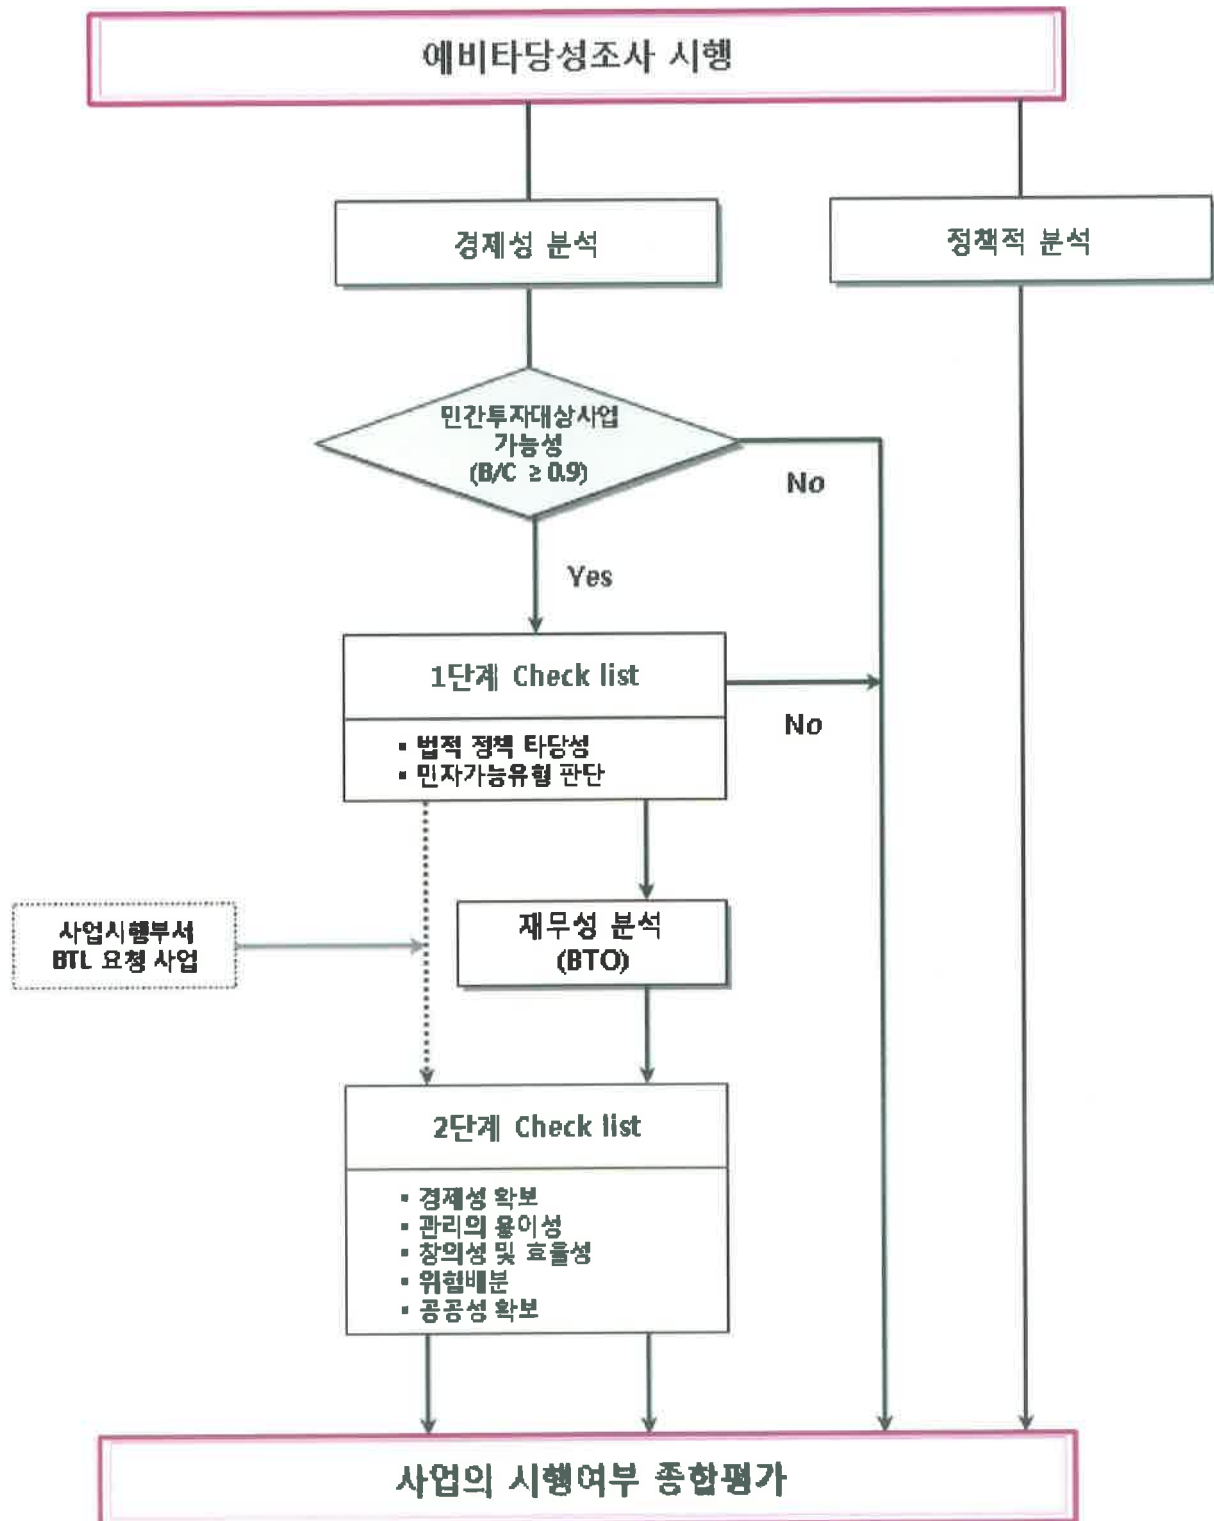 예비타당성조사 시행
경제성 분석
정책적 분석
민간투자대상사업
가능성
(B/C ≥ 0.9)
No
Yes
1단계 Check list
No
▪ 법적 정책 타당성
▪ 민자가능유형 판단
사업시행부서
BTL 요청 사업
재무성 분석
(BTO)
2단계 Check list
▪ 경제성 확보
▪ 관리의 용이성
▪ 창의성 및 효율성
▪ 위험배분
▪ 공공성 확보
사업의 시행여부 종합평가